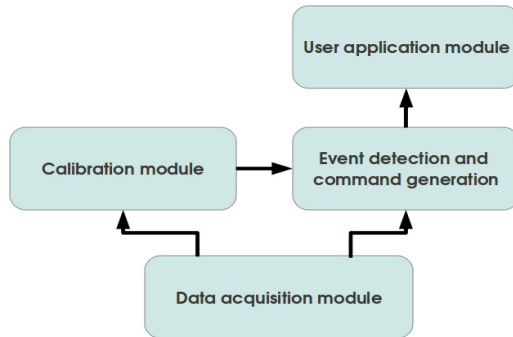 User application module
Calibration module
Event detection and
command generation
Data acquisition module